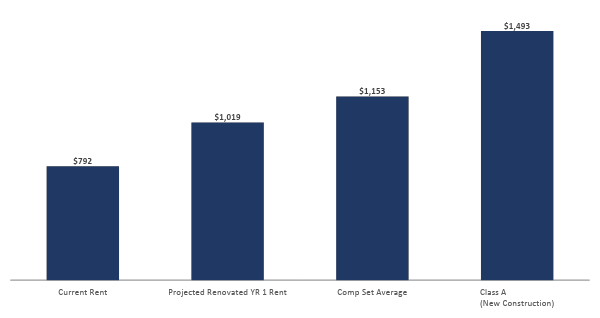 $1,493
$1,153
$1,019
$792
Current Rent
Projected Renovated YR 1 Rent
Comp Set Average
Class A
(New Construction)